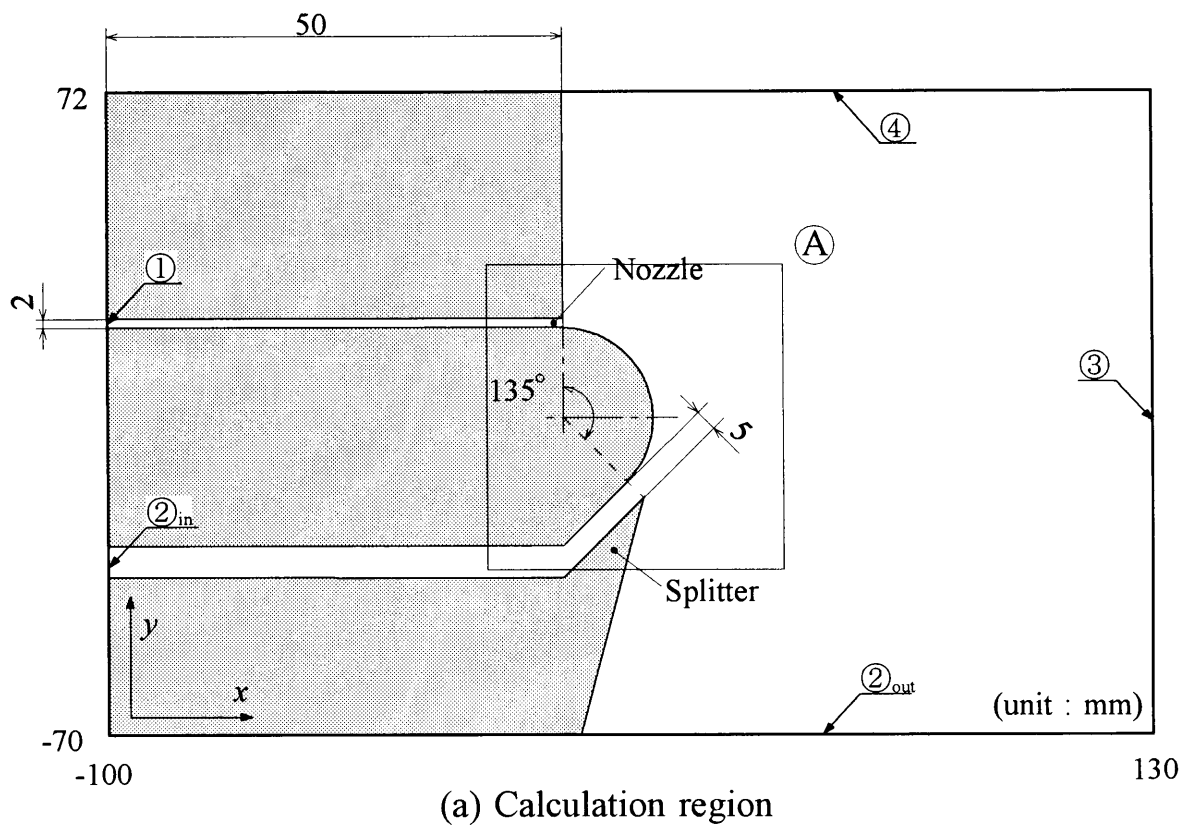 50
72
④
Ⓐ
①
Nozzle
2
③
135°
5
②in
Splitter
y
x
②out
(unit : mm)
-70
-100
130
(a) Calculation region